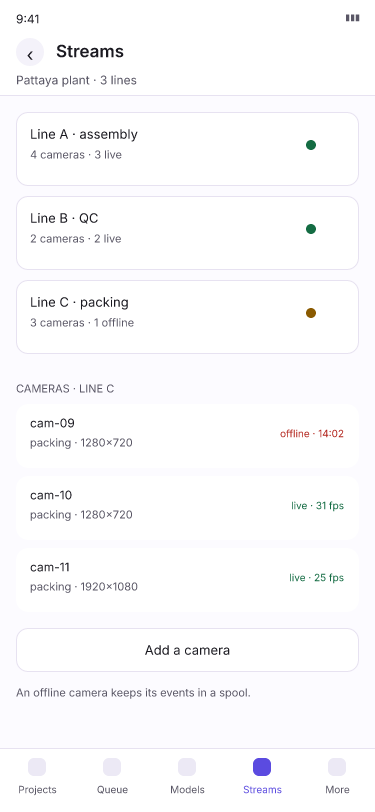 9:41
Streams
Pattaya plant · 3 lines
Line A · assembly
4 cameras · 3 live
Line B · QC
2 cameras · 2 live
Line C · packing
3 cameras · 1 offline
CAMERAS · LINE C
cam-09
packing · 1280×720
offline · 14:02
cam-10
packing · 1280×720
live · 31 fps
cam-11
packing · 1920×1080
live · 25 fps
Add a camera
An offline camera keeps its events in a spool.
Projects
Queue
Models
Streams
More